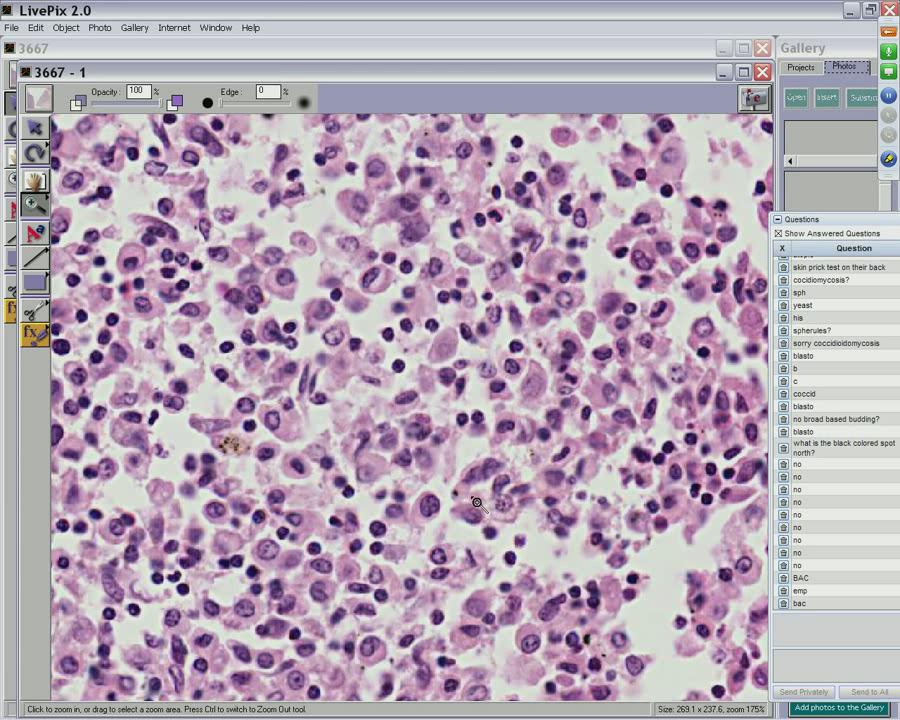 LivePix 2.0
File Edit Object Photo Gallery Internet Window Help
3667
Gallery
3667 - 1
Projects Photos
Opacity: 100 %
Edge: 0 %
Open Insert
Questions
Show Answered Questions
X Question
skin prick test on their back
cocidiomycosis?
sph
yeast
his
spherules?
sorry coccidioidomycosis
blasto
b
c
coccid
blasto
no broad based budding?
blasto
what is the black colored spot
north?
no
no
no
no
no
no
no
no
no
BAC
emp
bac
Send Privately Send to All
Add photos to the Gallery
Click to zoom in, or drag to select a zoom area. Press Ctrl to switch to Zoom Out tool.
Size: 269.1 x 237.6, zoom 175%